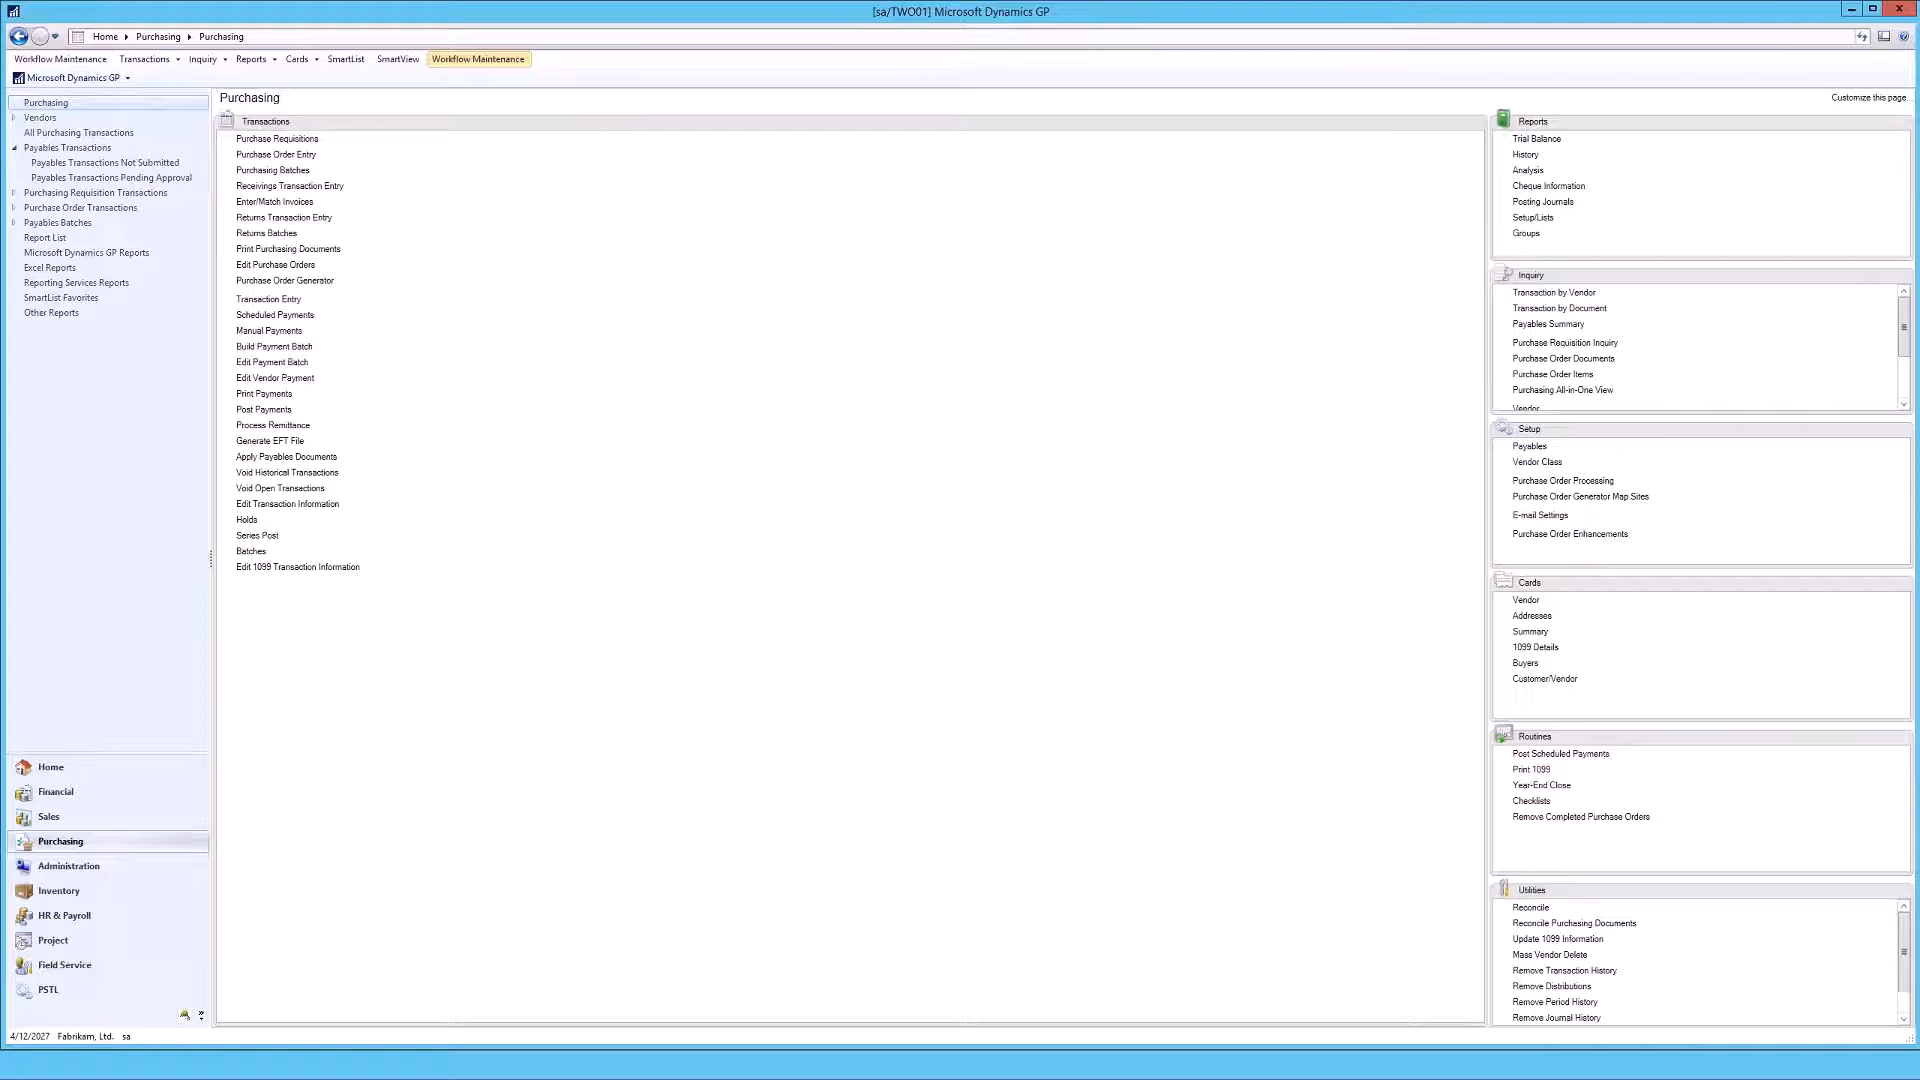 [sa/TWO01] Microsoft Dynamics GP
Home Purchasing Purchasing
Workflow Maintenance Transactions Inquiry Reports Cards SmartList SmartView Workflow Maintenance
Microsoft Dynamics GP
Purchasing
Vendors
All Purchasing Transactions
Payables Transactions
Payables Transactions Not Submitted
Payables Transactions Pending Approval
Purchasing Requisition Transactions
Purchase Order Transactions
Payables Batches
Report List
Microsoft Dynamics GP Reports
Excel Reports
Reporting Services Reports
SmartList Favorites
Other Reports
Home
Financial
Sales
Purchasing
Administration
Inventory
HR & Payroll
Project
Field Service
PSTL
Purchasing
Customize this page...
Transactions
Purchase Requisitions
Purchase Order Entry
Purchasing Batches
Receivings Transaction Entry
Enter/Match Invoices
Returns Transaction Entry
Returns Batches
Print Purchasing Documents
Edit Purchase Orders
Purchase Order Generator
Transaction Entry
Scheduled Payments
Manual Payments
Build Payment Batch
Edit Payment Batch
Edit Vendor Payment
Print Payments
Post Payments
Process Remittance
Generate EFT File
Apply Payables Documents
Void Historical Transactions
Void Open Transactions
Edit Transaction Information
Holds
Series Post
Batches
Edit 1099 Transaction Information
Reports
Trial Balance
History
Analysis
Cheque Information
Posting Journals
Setup/Lists
Groups
Inquiry
Transaction by Vendor
Transaction by Document
Payables Summary
Purchase Requisition Inquiry
Purchase Order Documents
Purchase Order Items
Purchasing All-in-One View
Vendor
Setup
Payables
Vendor Class
Purchase Order Processing
Purchase Order Generator Map Sites
E-mail Settings
Purchase Order Enhancements
Cards
Vendor
Addresses
Summary
1099 Details
Buyers
Customer/Vendor
Routines
Post Scheduled Payments
Print 1099
Year-End Close
Checklists
Remove Completed Purchase Orders
Utilities
Reconcile
Reconcile Purchasing Documents
Update 1099 Information
Mass Vendor Delete
Remove Transaction History
Remove Distributions
Remove Period History
Remove Journal History
4/12/2027 Fabrikam, Ltd. sa